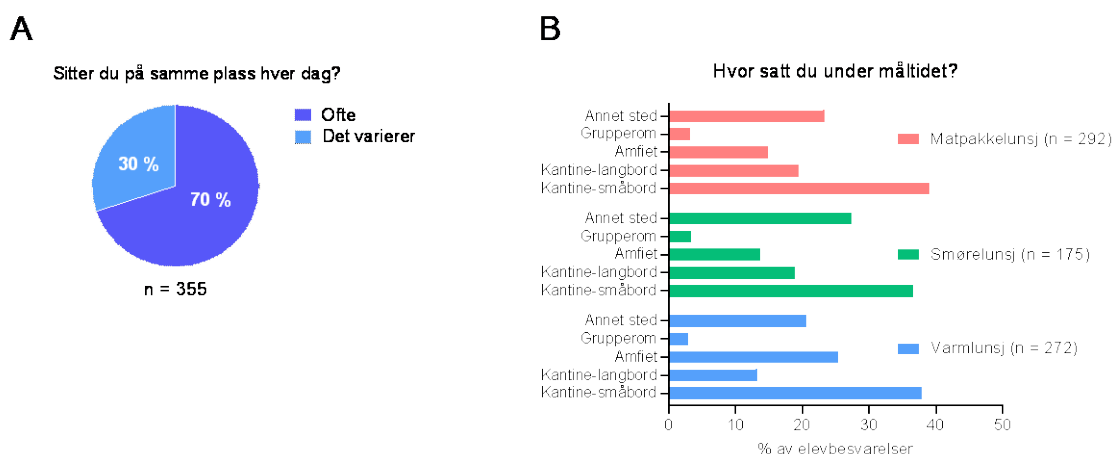 A
Sitter du på samme plass hver dag?
Ofte
Det varierer
30 %
70 %
n = 355
B
Hvor satt du under måltidet?
Annet sted
Grupperom
Amfiet
Kantine-langbord
Kantine-småbord
Matpakkelunsj (n = 292)
Annet sted
Grupperom
Amfiet
Kantine-langbord
Kantine-småbord
Smørelunsj (n = 175)
Annet sted
Grupperom
Amfiet
Kantine-langbord
Kantine-småbord
Varmlunsj (n = 272)
0 10 20 30 40 50
% av elevbesvarelser